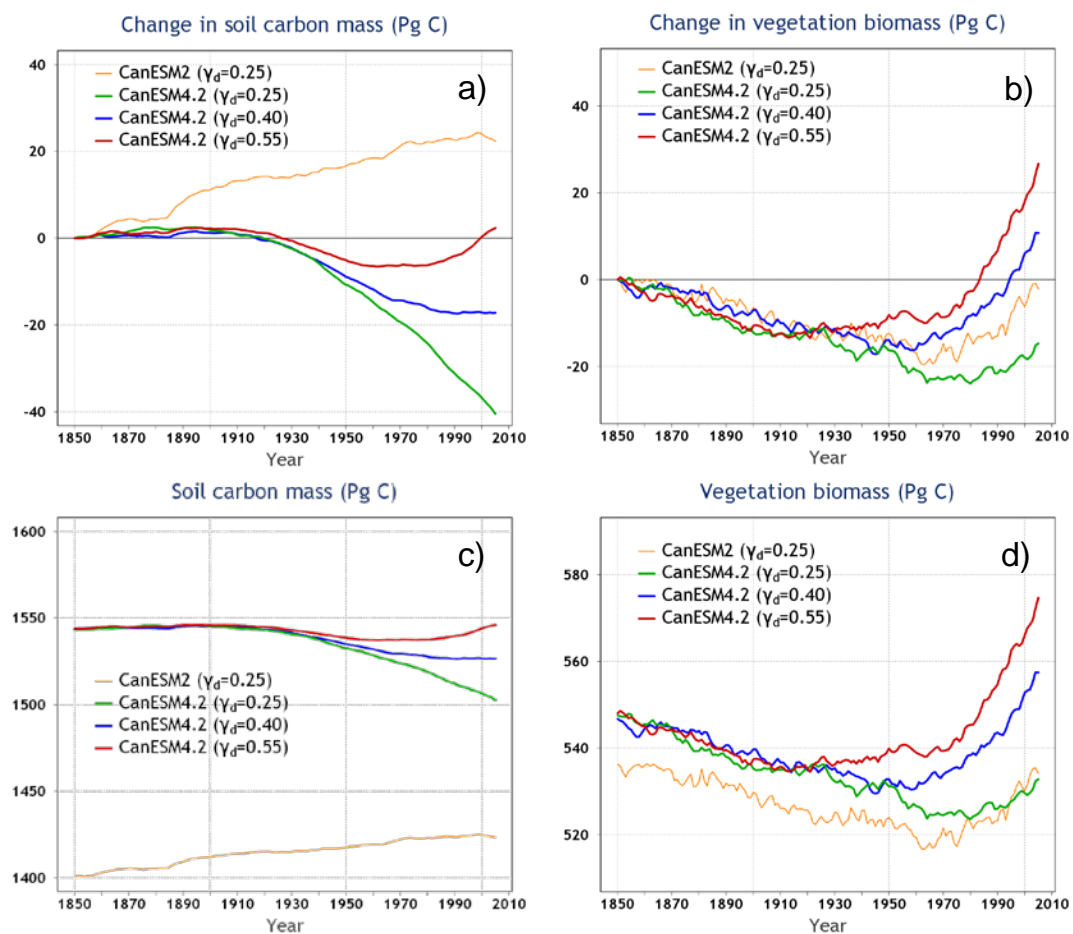 Change in soil carbon mass (Pg C)
40
20
0
-20
-40
CanESM2 (γd=0.25)
CanESM4.2 (γd=0.25)
CanESM4.2 (γd=0.40)
CanESM4.2 (γd=0.55)
a)
1850 1870 1890 1910 1930 1950 1970 1990 2010
Year
Change in vegetation biomass (Pg C)
40
20
0
-20
CanESM2 (γd=0.25)
CanESM4.2 (γd=0.25)
CanESM4.2 (γd=0.40)
CanESM4.2 (γd=0.55)
b)
1850 1870 1890 1910 1930 1950 1970 1990 2010
Year
Soil carbon mass (Pg C)
1600
1550
1500
1450
1400
c)
CanESM2 (γd=0.25)
CanESM4.2 (γd=0.25)
CanESM4.2 (γd=0.40)
CanESM4.2 (γd=0.55)
1850 1870 1890 1910 1930 1950 1970 1990 2010
Year
Vegetation biomass (Pg C)
580
560
540
520
CanESM2 (γd=0.25)
CanESM4.2 (γd=0.25)
CanESM4.2 (γd=0.40)
CanESM4.2 (γd=0.55)
d)
1850 1870 1890 1910 1930 1950 1970 1990 2010
Year